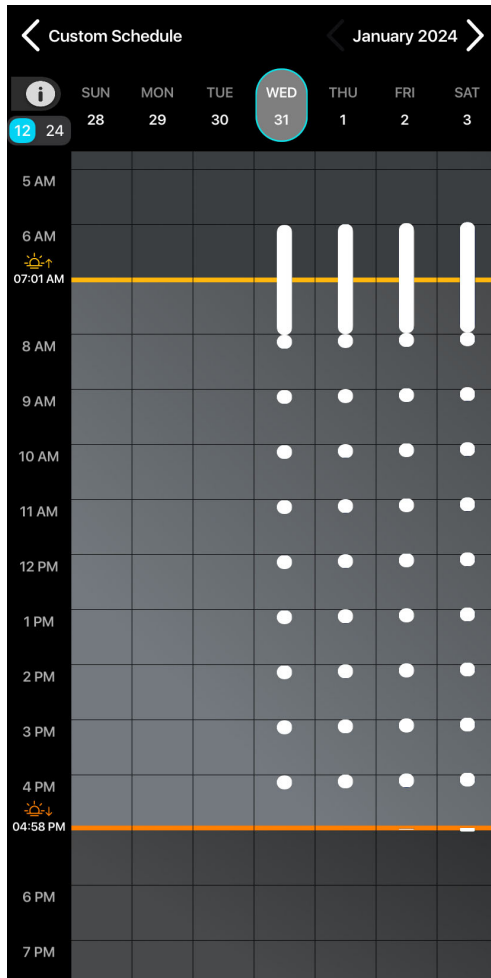 Custom Schedule
January 2024
i
SUN MON TUE WED THU FRI SAT
12 24
28 29 30 31 1 2 3
5 AM
6 AM
07:01 AM
8 AM
9 AM
10 AM
11 AM
12 PM
1 PM
2 PM
3 PM
4 PM
04:58 PM
6 PM
7 PM